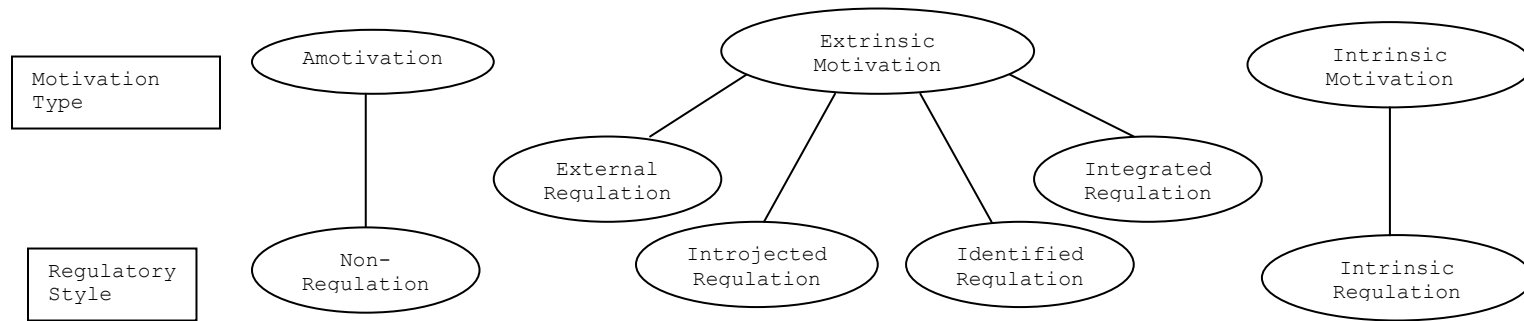 Motivation
Type
Amotivation
Extrinsic
Motivation
Intrinsic
Motivation
External
Regulation
Integrated
Regulation
Regulatory
Style
Non-
Regulation
Introjected
Regulation
Identified
Regulation
Intrinsic
Regulation